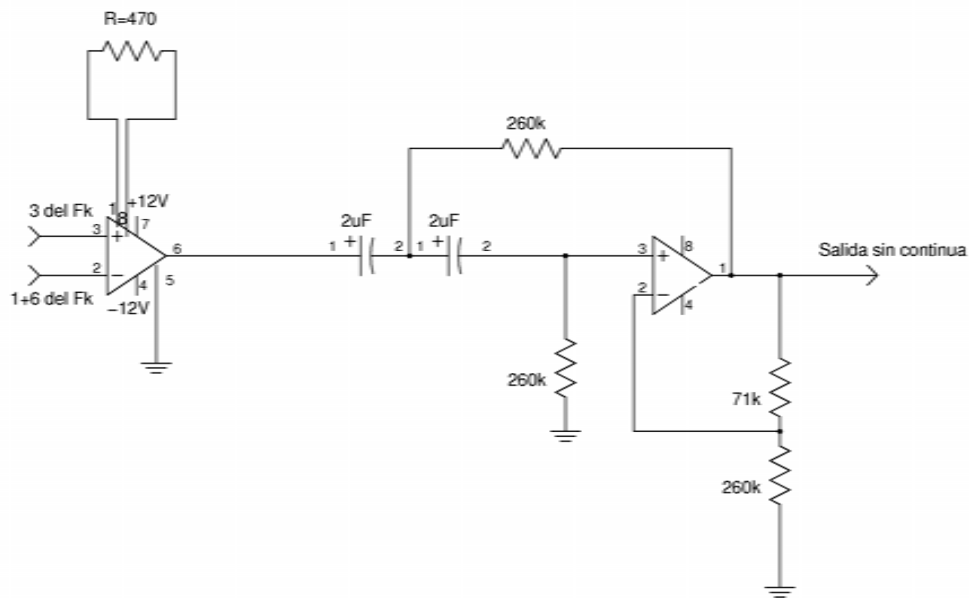 R=470
260k
1
8
+12V
7
3 del Fk
3
+
6
2
−
1+6 del Fk
4
5
−12V
2uF
1
+
2
2uF
1
+
2
3
+
8
1
2
−
4
Salida sin continua
260k
71k
260k